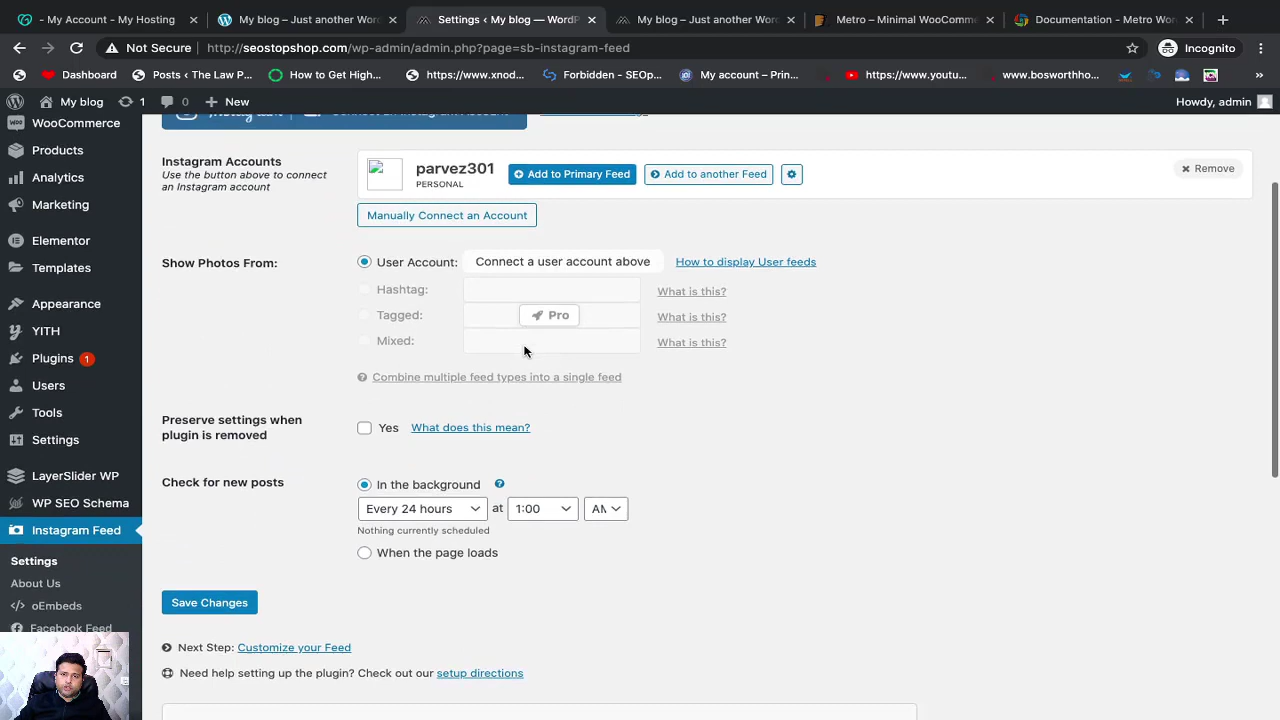 My Account - My Hosting
My blog – Just another WordPr
Settings ‹ My blog — WordPr
My blog – Just another Word
Metro – Minimal WooComme
Documentation - Metro Wor
Not Secure
http://seostopshop.com/wp-admin/admin.php?page=sb-instagram-feed
Incognito
Dashboard
Posts ‹ The Law P...
How to Get High...
https://www.xnod...
Forbidden - SEOp...
My account – Prin...
https://www.youtu...
www.bosworthho...
»
My blog
1
0
New
Howdy, admin
WooCommerce
Products
Analytics
Marketing
Elementor
Templates
Appearance
YITH
Plugins 1
Users
Tools
Settings
LayerSlider WP
WP SEO Schema
Instagram Feed
Settings
About Us
oEmbeds
Facebook Feed
Instagram Accounts
Use the button above to connect
an Instagram account
parvez301
PERSONAL
Add to Primary Feed
Add to another Feed
Remove
Manually Connect an Account
Show Photos From:
User Account: Connect a user account above How to display User feeds
Hashtag: What is this?
Tagged: Pro What is this?
Mixed: What is this?
Combine multiple feed types into a single feed
Preserve settings when
plugin is removed
Yes What does this mean?
Check for new posts
In the background
Every 24 hours at 1:00
Nothing currently scheduled
When the page loads
Save Changes
Next Step: Customize your Feed
Need help setting up the plugin? Check out our setup directions